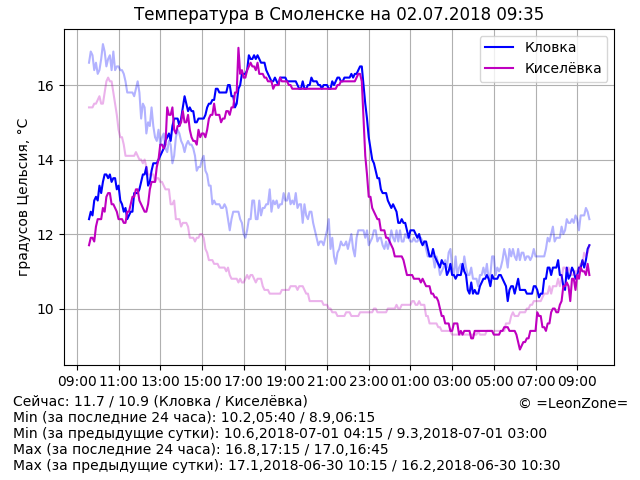 Температура в Смоленске на 02.07.2018 09:35
Кловка
Киселёвка
градусов Цельсия, °C
16
14
12
10
09:00 11:00 13:00 15:00 17:00 19:00 21:00 23:00 01:00 03:00 05:00 07:00 09:00
Сейчас: 11.7 / 10.9 (Кловка / Киселёвка)
© =LeonZone=
Min (за последние 24 часа): 10.2,05:40 / 8.9,06:15
Min (за предыдущие сутки): 10.6,2018-07-01 04:15 / 9.3,2018-07-01 03:00
Max (за последние 24 часа): 16.8,17:15 / 17.0,16:45
Max (за предыдущие сутки): 17.1,2018-06-30 10:15 / 16.2,2018-06-30 10:30